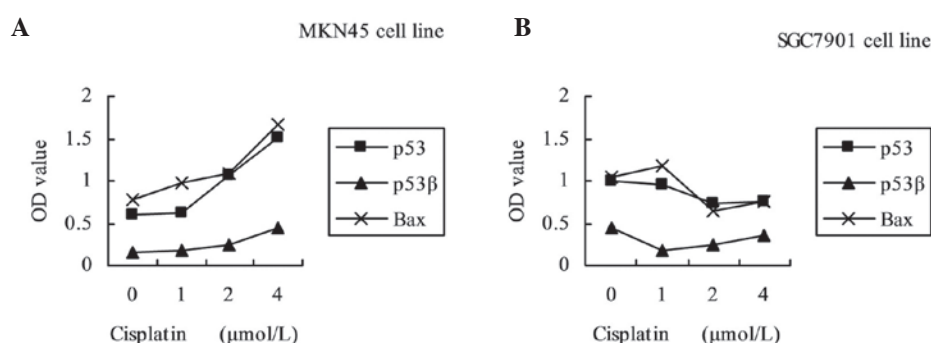 A
MKN45 cell line
2
1.5
1
0.5
0
OD value
0 1 2 4
Cisplatin (μmol/L)
p53
p53β
Bax
B
SGC7901 cell line
2
1.5
1
0.5
0
OD value
0 1 2 4
Cisplatin (μmol/L)
p53
p53β
Bax